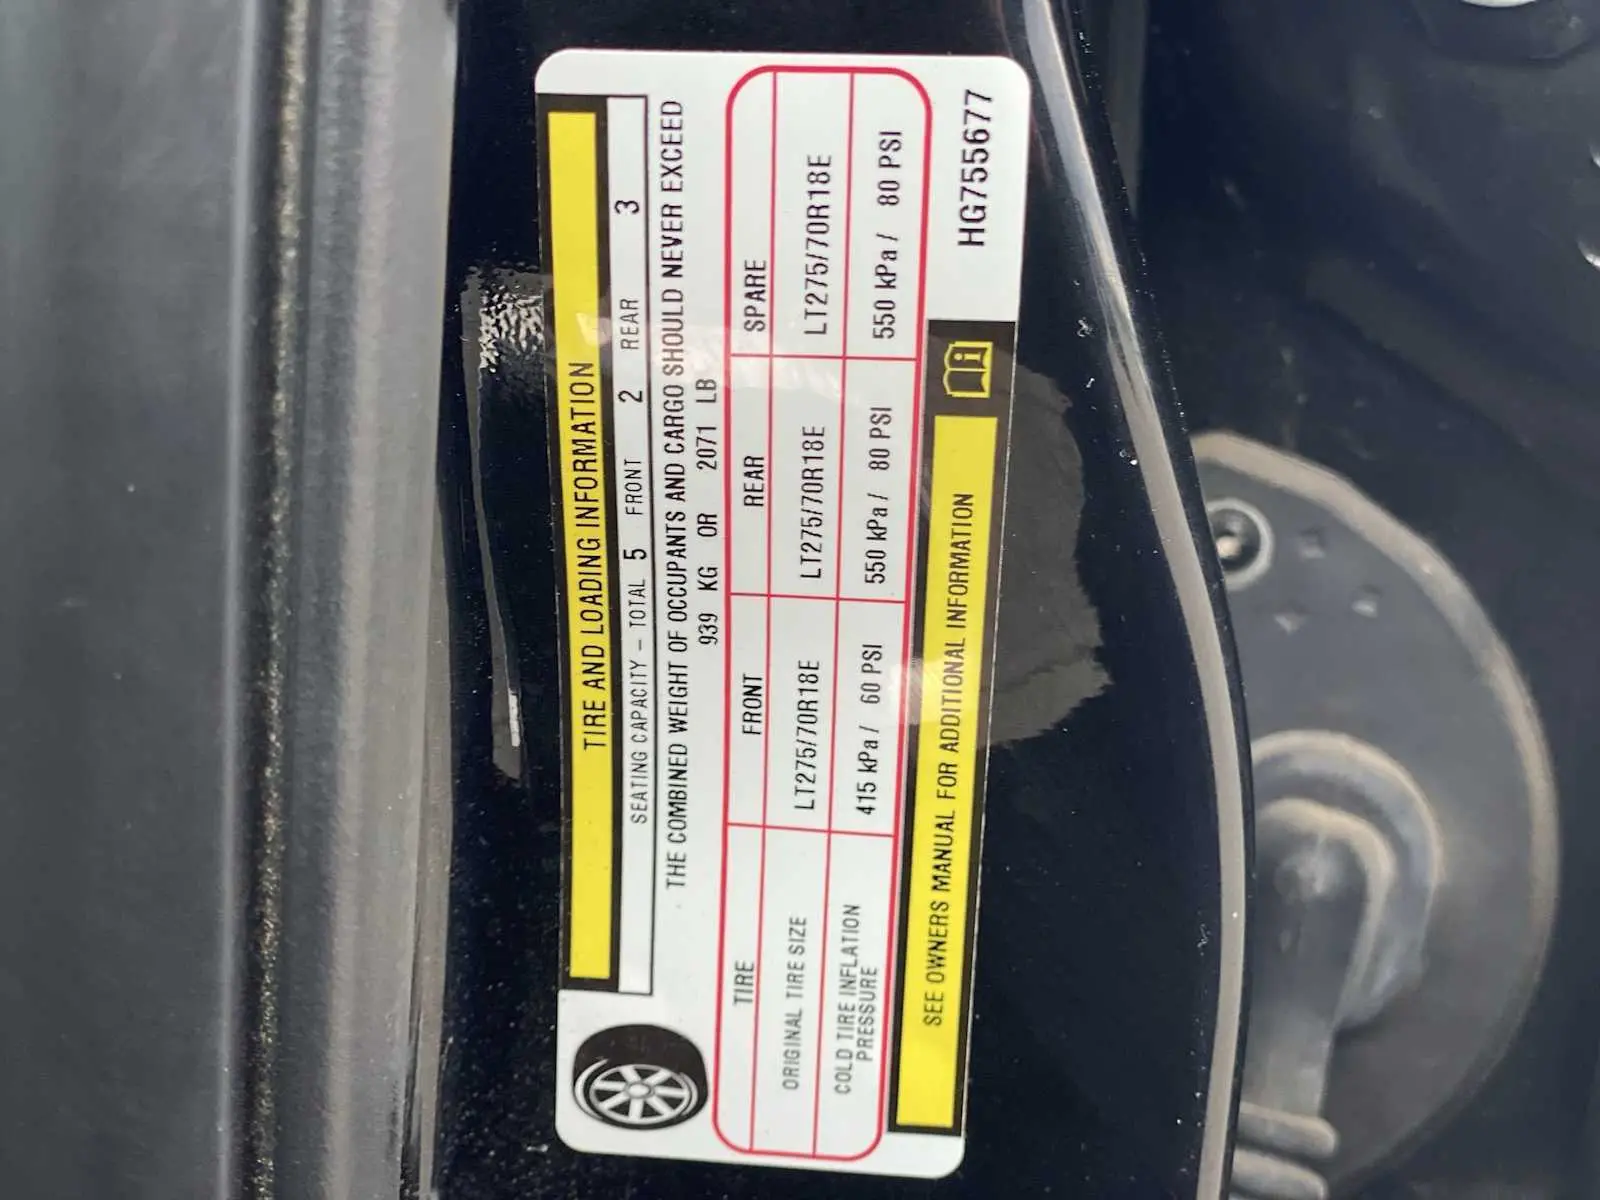 TIRE AND LOADING INFORMATION
SEATING CAPACITY – TOTAL 5 FRONT 2 REAR 3
THE COMBINED WEIGHT OF OCCUPANTS AND CARGO SHOULD NEVER EXCEED
939 KG OR 2071 LB
TIRE FRONT REAR SPARE
ORIGINAL TIRE SIZE LT275/70R18E LT275/70R18E LT275/70R18E
COLD TIRE INFLATION
PRESSURE 415 kPa / 60 PSI 550 kPa / 80 PSI 550 kPa / 80 PSI
SEE OWNERS MANUAL FOR ADDITIONAL INFORMATION
HG755677